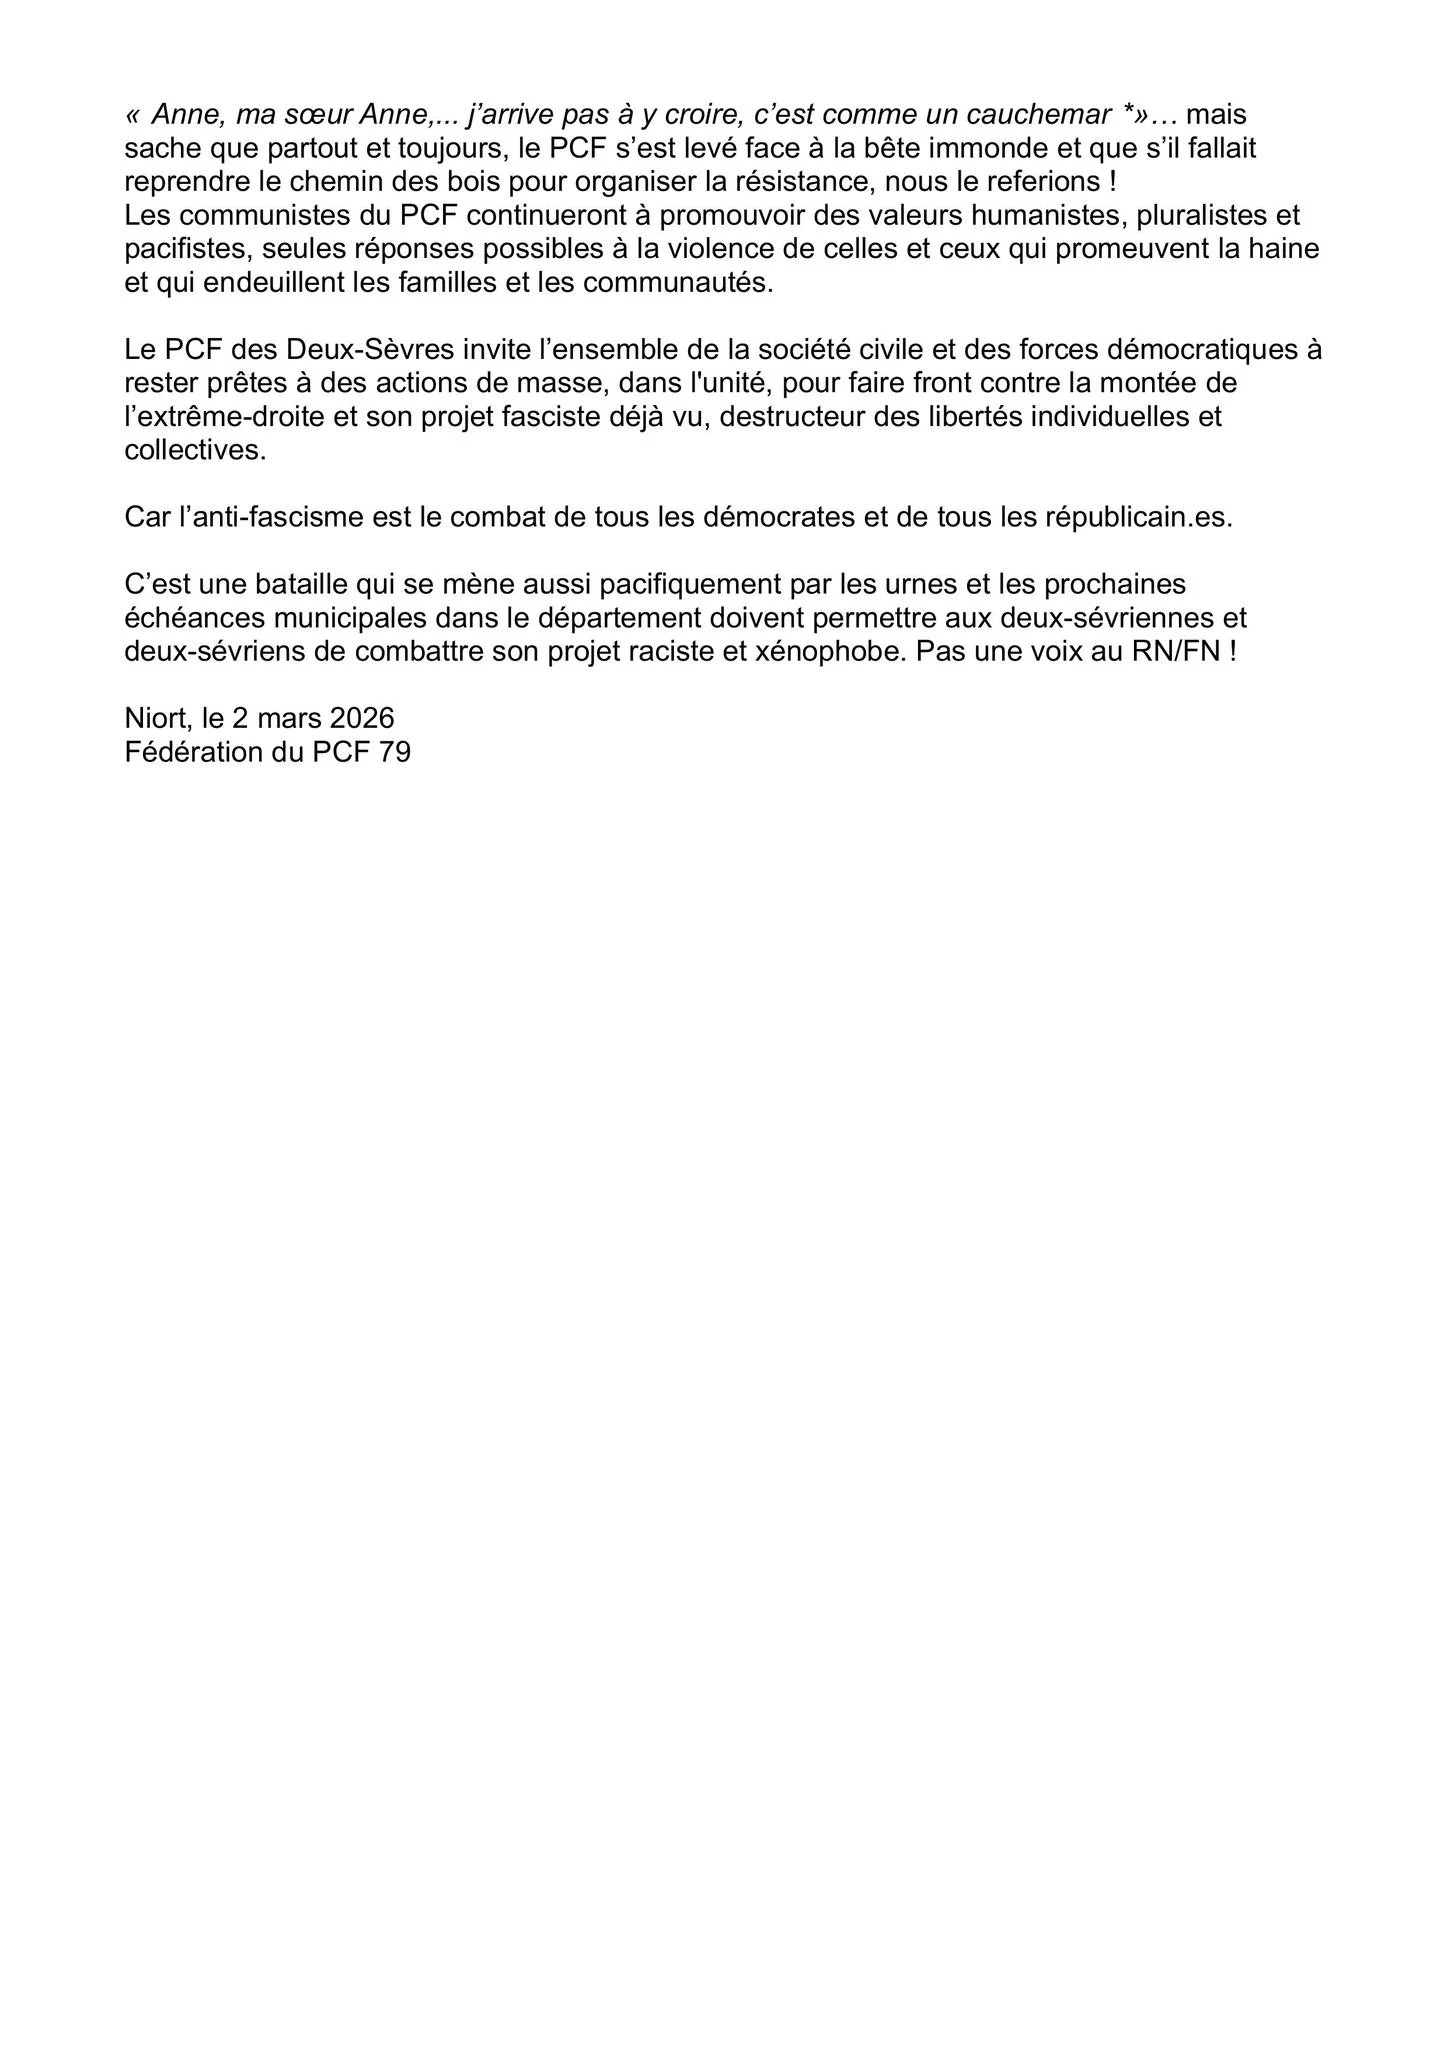 « Anne, ma sœur Anne,... j’arrive pas à y croire, c’est comme un cauchemar *»… mais
sache que partout et toujours, le PCF s’est levé face à la bête immonde et que s’il fallait
reprendre le chemin des bois pour organiser la résistance, nous le referions !
Les communistes du PCF continueront à promouvoir des valeurs humanistes, pluralistes et
pacifistes, seules réponses possibles à la violence de celles et ceux qui promeuvent la haine
et qui endeuillent les familles et les communautés.
Le PCF des Deux-Sèvres invite l’ensemble de la société civile et des forces démocratiques à
rester prêtes à des actions de masse, dans l'unité, pour faire front contre la montée de
l’extrême-droite et son projet fasciste déjà vu, destructeur des libertés individuelles et
collectives.
Car l’anti-fascisme est le combat de tous les démocrates et de tous les républicain.es.
C’est une bataille qui se mène aussi pacifiquement par les urnes et les prochaines
échéances municipales dans le département doivent permettre aux deux-sévriennes et
deux-sévriens de combattre son projet raciste et xénophobe. Pas une voix au RN/FN !
Niort, le 2 mars 2026
Fédération du PCF 79